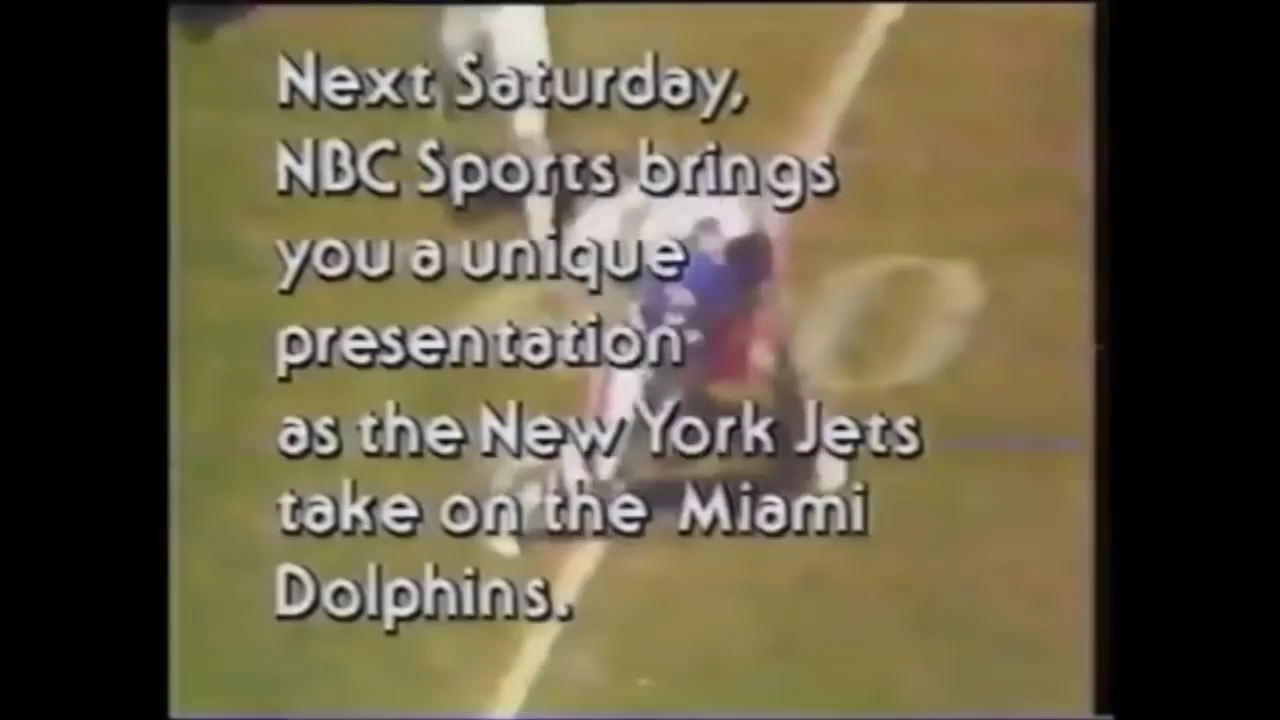 Next Saturday,
NBC Sports brings
you a unique
presentation
as the New York Jets
take on the Miami
Dolphins.